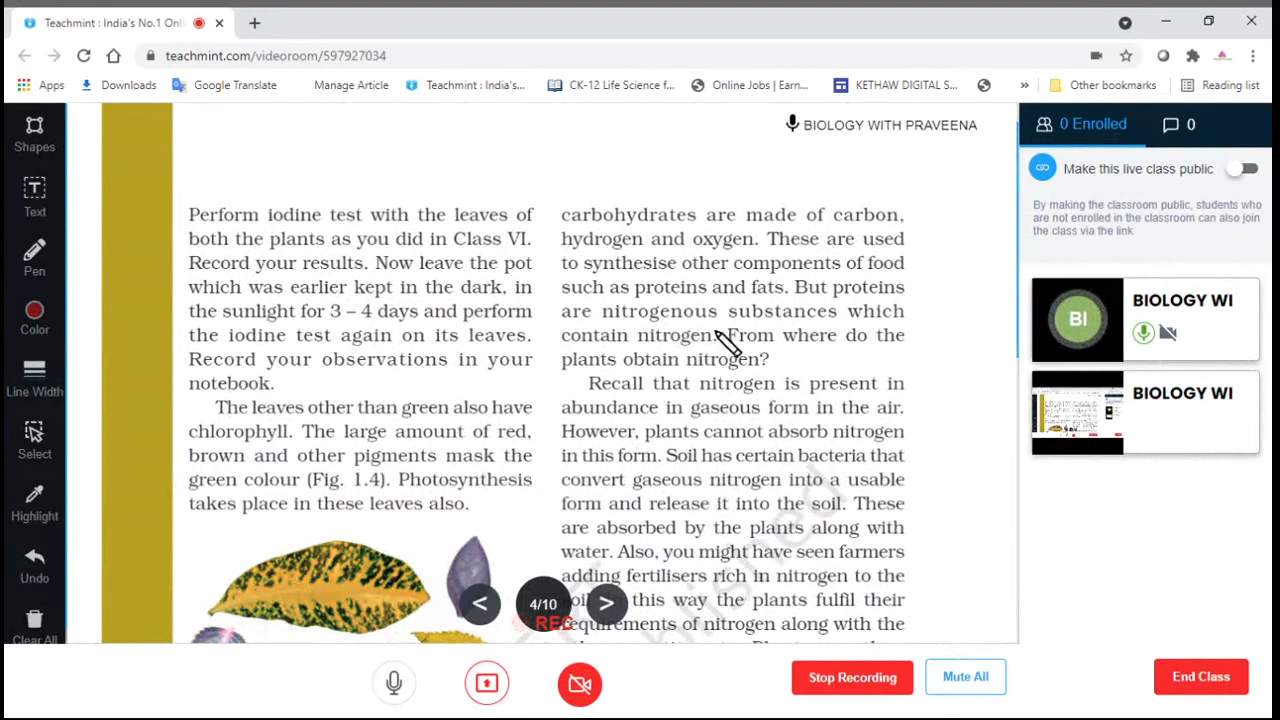 Teachmint : India's No.1 Onl
teachmint.com/videoroom/597927034
Apps
Downloads
Google Translate
Manage Article
Teachmint : India's...
CK-12 Life Science f...
Online Jobs | Earn...
KETHAW DIGITAL S...
»
Other bookmarks
Reading list
Shapes
Text
Pen
Color
Line Width
Select
Highlight
Undo
Clear All
BIOLOGY WITH PRAVEENA
Perform iodine test with the leaves of
both the plants as you did in Class VI.
Record your results. Now leave the pot
which was earlier kept in the dark, in
the sunlight for 3 – 4 days and perform
the iodine test again on its leaves.
Record your observations in your
notebook.
The leaves other than green also have
chlorophyll. The large amount of red,
brown and other pigments mask the
green colour (Fig. 1.4). Photosynthesis
takes place in these leaves also.
carbohydrates are made of carbon,
hydrogen and oxygen. These are used
to synthesise other components of food
such as proteins and fats. But proteins
are nitrogenous substances which
contain nitrogen. From where do the
plants obtain nitrogen?
Recall that nitrogen is present in
abundance in gaseous form in the air.
However, plants cannot absorb nitrogen
in this form. Soil has certain bacteria that
convert gaseous nitrogen into a usable
form and release it into the soil. These
are absorbed by the plants along with
water. Also, you might have seen farmers
adding fertilisers rich in nitrogen to the
soil. In this way the plants fulfil their
requirements of nitrogen along with the
<
4/10
>
REC
0 Enrolled
0
Make this live class public
By making the classroom public, students who
are not enrolled in the classroom can also join
the class via the link
BI
BIOLOGY WI
BIOLOGY WI
Stop Recording
Mute All
End Class